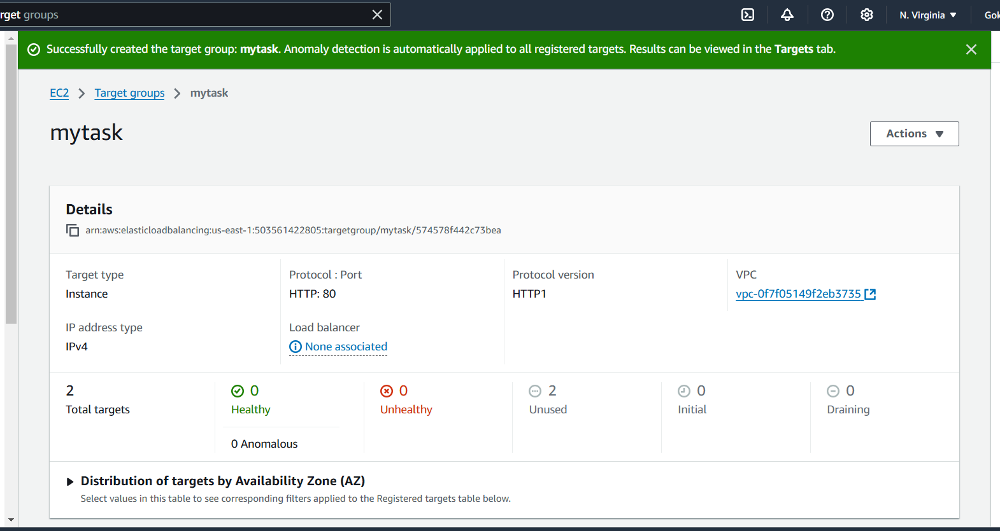 rget groups
N. Virginia
Gok
Successfully created the target group: mytask. Anomaly detection is automatically applied to all registered targets. Results can be viewed in the Targets tab.
EC2 > Target groups > mytask
mytask
Actions
Details
arn:aws:elasticloadbalancing:us-east-1:503561422805:targetgroup/mytask/574578f442c73bea
Target type
Instance
Protocol : Port
HTTP: 80
Protocol version
HTTP1
VPC
vpc-0f7f05149f2eb3735
IP address type
IPv4
Load balancer
None associated
2
Total targets
0
Healthy
0 Anomalous
0
Unhealthy
2
Unused
0
Initial
0
Draining
Distribution of targets by Availability Zone (AZ)
Select values in this table to see corresponding filters applied to the Registered targets table below.